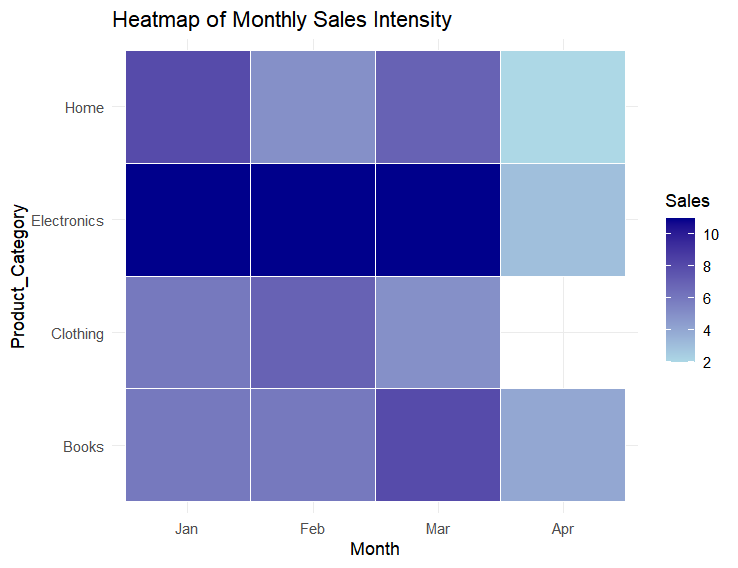 Heatmap of Monthly Sales Intensity
Home
Electronics
Clothing
Books
Product_Category
Jan Feb Mar Apr
Month
Sales
10
8
6
4
2